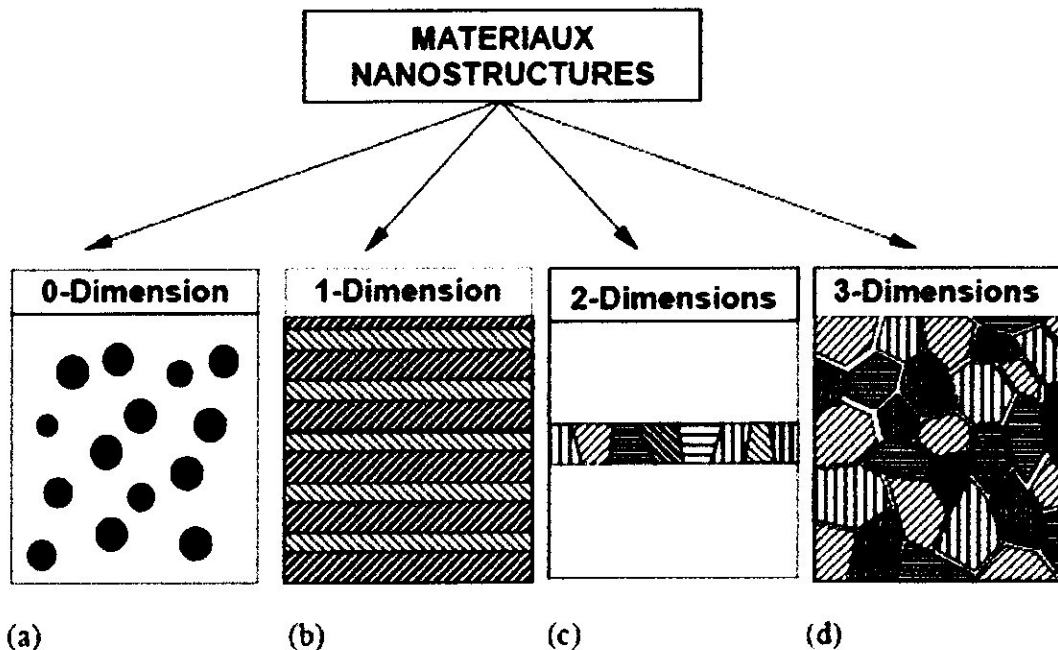 MATERIAUX
NANOSTRUCTURES
0-Dimension
1-Dimension
2-Dimensions
3-Dimensions
(a)
(b)
(c)
(d)